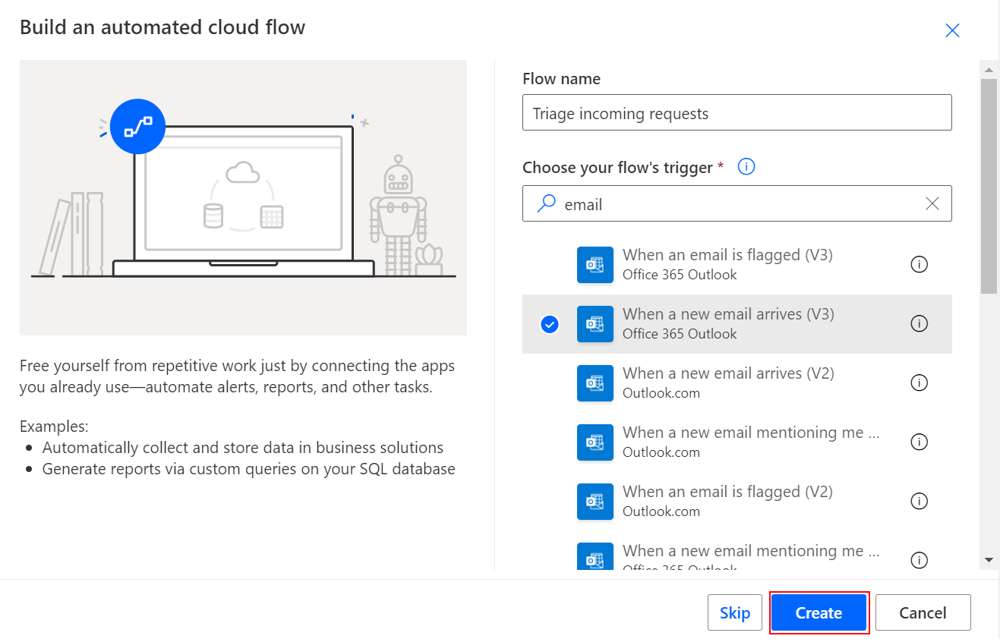 Build an automated cloud flow
Free yourself from repetitive work just by connecting the apps
you already use—automate alerts, reports, and other tasks.
Examples:
• Automatically collect and store data in business solutions
• Generate reports via custom queries on your SQL database
Flow name
Triage incoming requests
Choose your flow's trigger *
email
When an email is flagged (V3)
Office 365 Outlook
When a new email arrives (V3)
Office 365 Outlook
When a new email arrives (V2)
Outlook.com
When a new email mentioning me ...
Outlook.com
When an email is flagged (V2)
Outlook.com
When a new email mentioning me ...
Office 365 Outlook
Skip
Create
Cancel